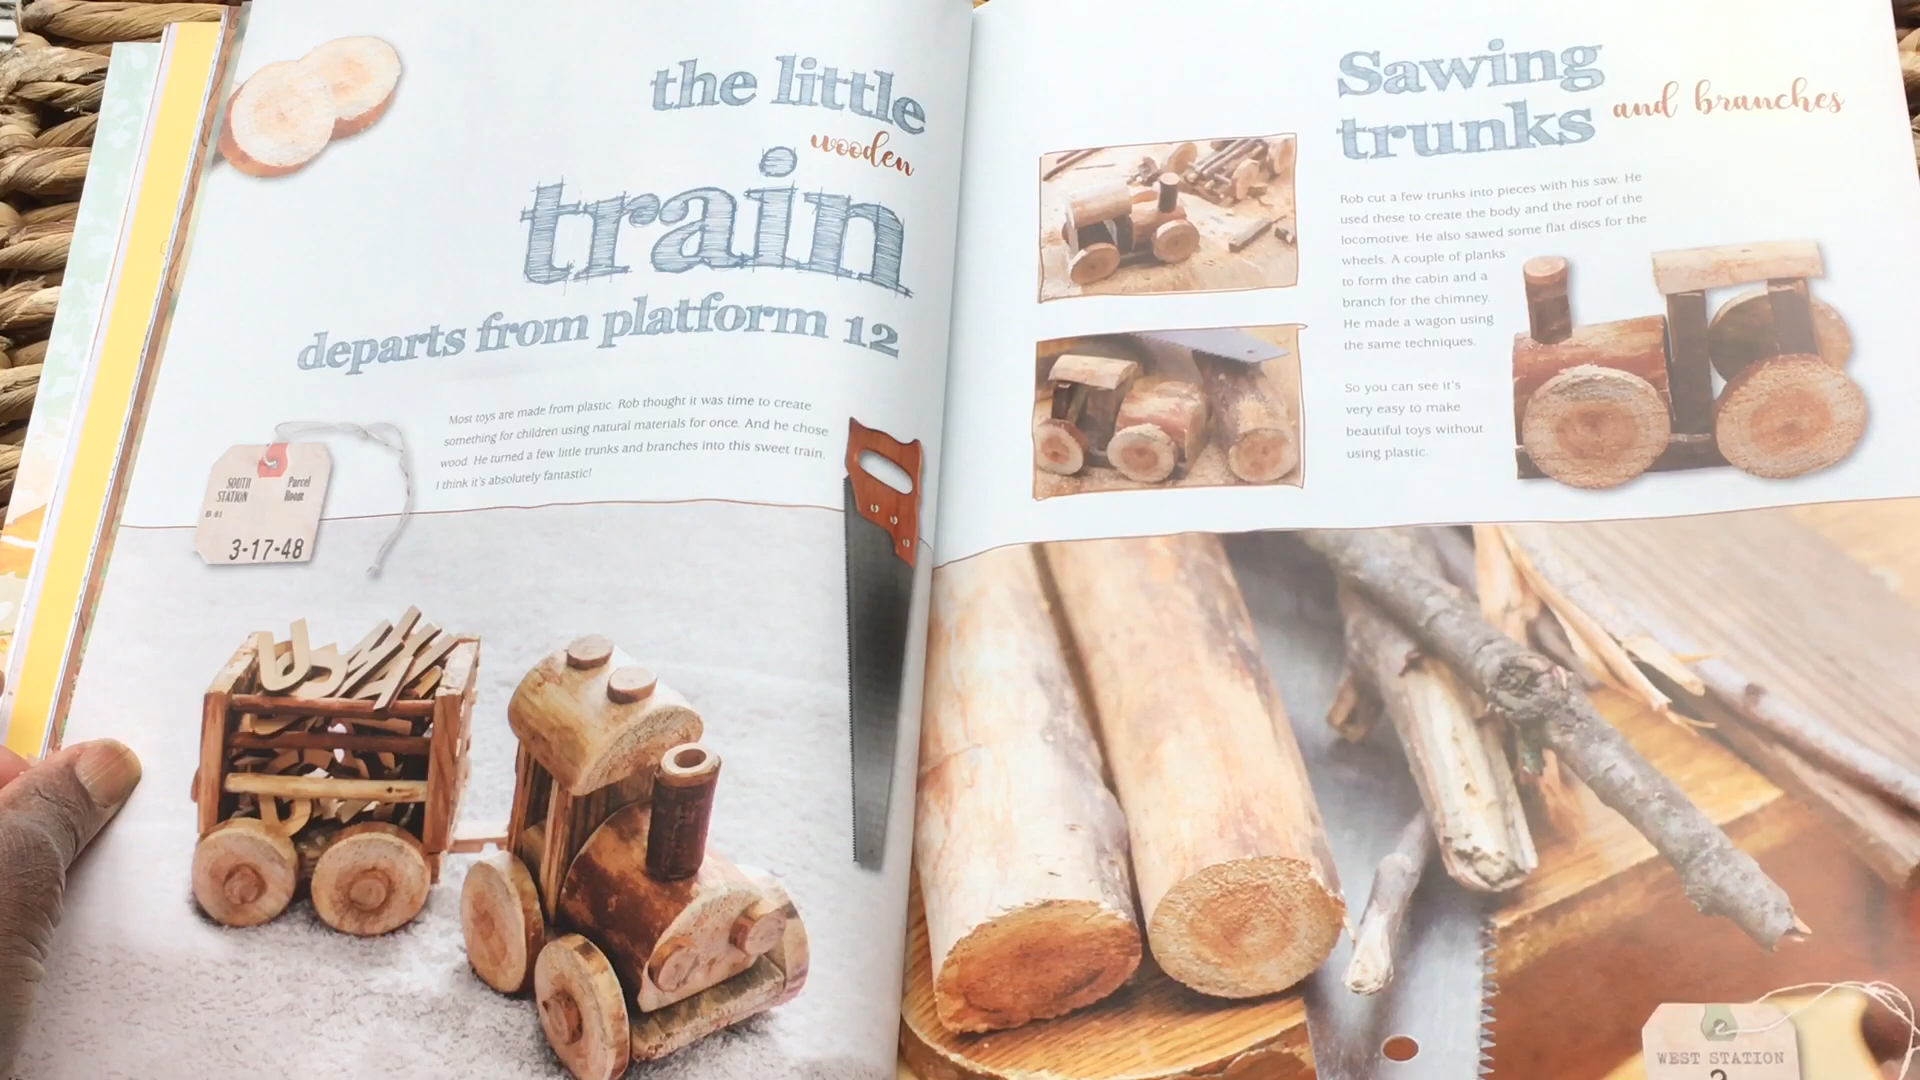 the little
wooden
train
departs from platform 12
Most toys are made from plastic. Rob thought it was time to create
something for children using natural materials for once. And he chose
wood. He turned a few little trunks and branches into this sweet train.
I think it's absolutely fantastic!
SOUTH STATION
Parcel Room
3-17-48
Sawing
trunks and branches
Rob cut a few trunks into pieces with his saw. He
used these to create the body and the roof of the
locomotive. He also sawed some flat discs for the
wheels. A couple of planks
to form the cabin and a
branch for the chimney.
He made a wagon using
the same techniques.
So you can see it's
very easy to make
beautiful toys without
using plastic.
WEST STATION